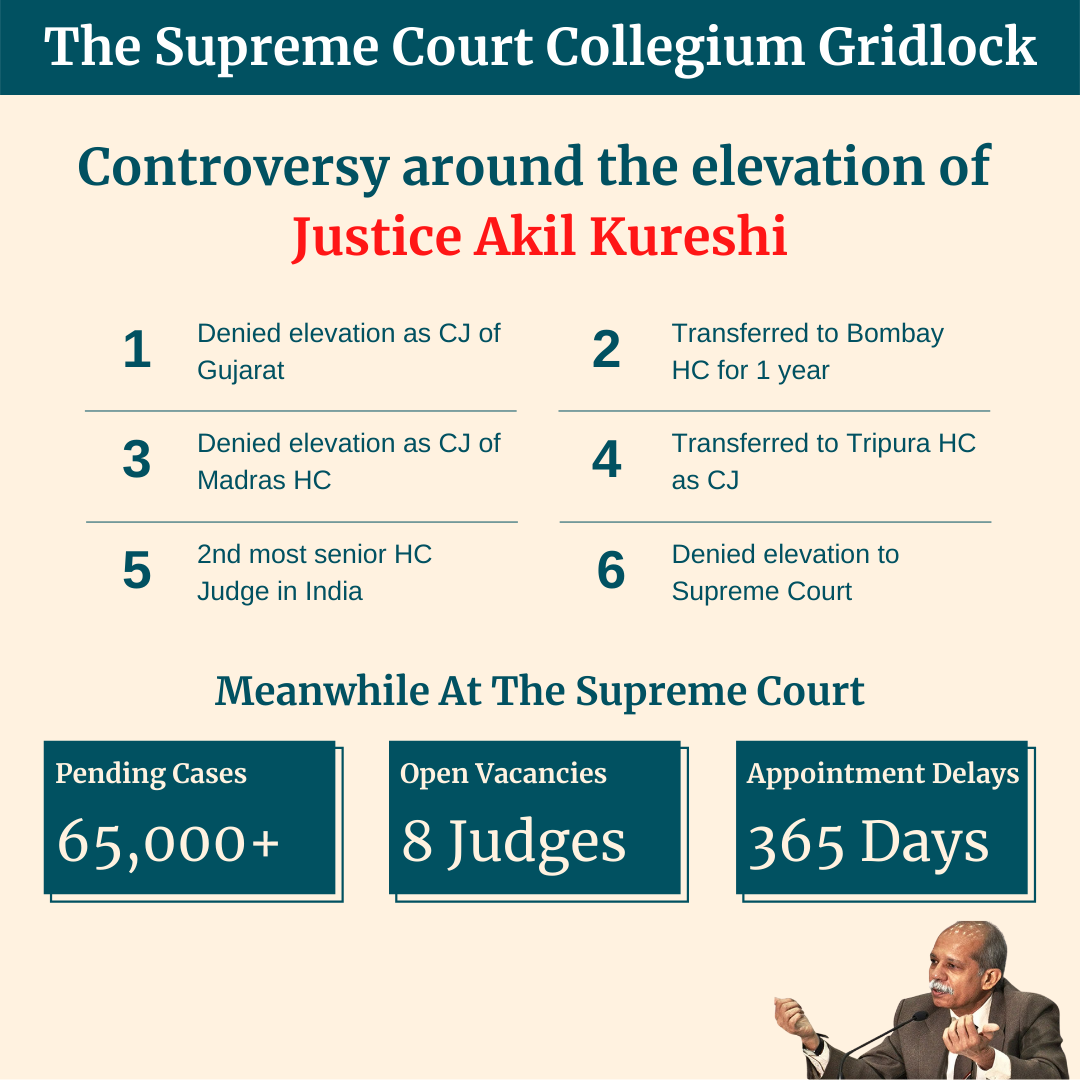 The Supreme Court Collegium Gridlock
Controversy around the elevation of
Justice Akil Kureshi
1
Denied elevation as CJ of
Gujarat
2
Transferred to Bombay
HC for 1 year
3
Denied elevation as CJ of
Madras HC
4
Transferred to Tripura HC
as CJ
5
2nd most senior HC
Judge in India
6
Denied elevation to
Supreme Court
Meanwhile At The Supreme Court
Pending Cases
65,000+
Open Vacancies
8 Judges
Appointment Delays
365 Days